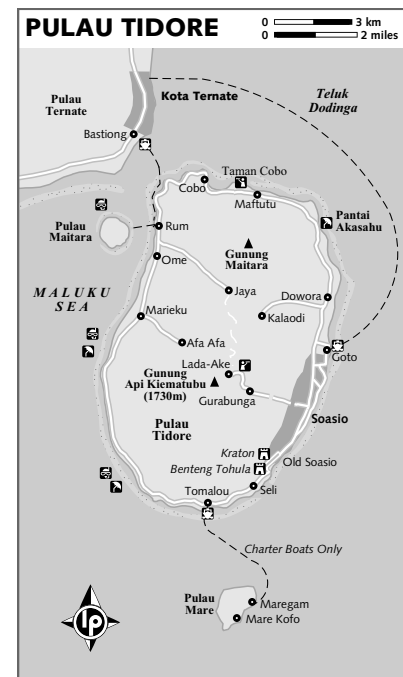 PULAU TIDORE
0 3 km
0 2 miles
Pulau
Ternate
Kota Ternate
Teluk
Dodinga
Bastiong
Taman Cobo
Cobo
Maftutu
Pantai
Akasahu
Pulau
Maitara
Rum
Gunung
Maitara
Ome
MALUKU
SEA
Jaya
Dowora
Marieku
Kalaodi
Afa Afa
Goto
Lada-Ake
Gunung
Api Kiematubu
(1730m)
Gurabunga
Soasio
Pulau
Tidore
Kraton
Old Soasio
Benteng Tohula
Tomalou
Seli
Charter Boats Only
Pulau
Mare
Maregam
Mare Kofo
lp